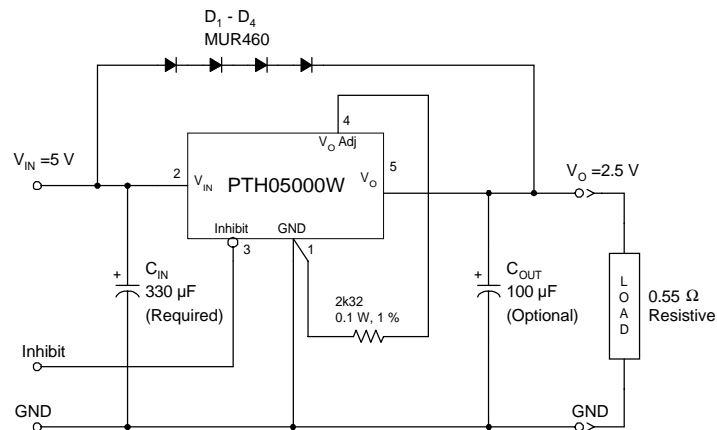 D1 - D4
MUR460
4
VO Adj
VIN =5 V
2
VIN
PTH05000W
VO
5
VO =2.5 V
Inhibit
GND
3
1
+
CIN
330 µF
(Required)
2k32
0.1 W, 1 %
+
COUT
100 µF
(Optional)
LOAD
0.55 Ω
Resistive
Inhibit
GND
GND